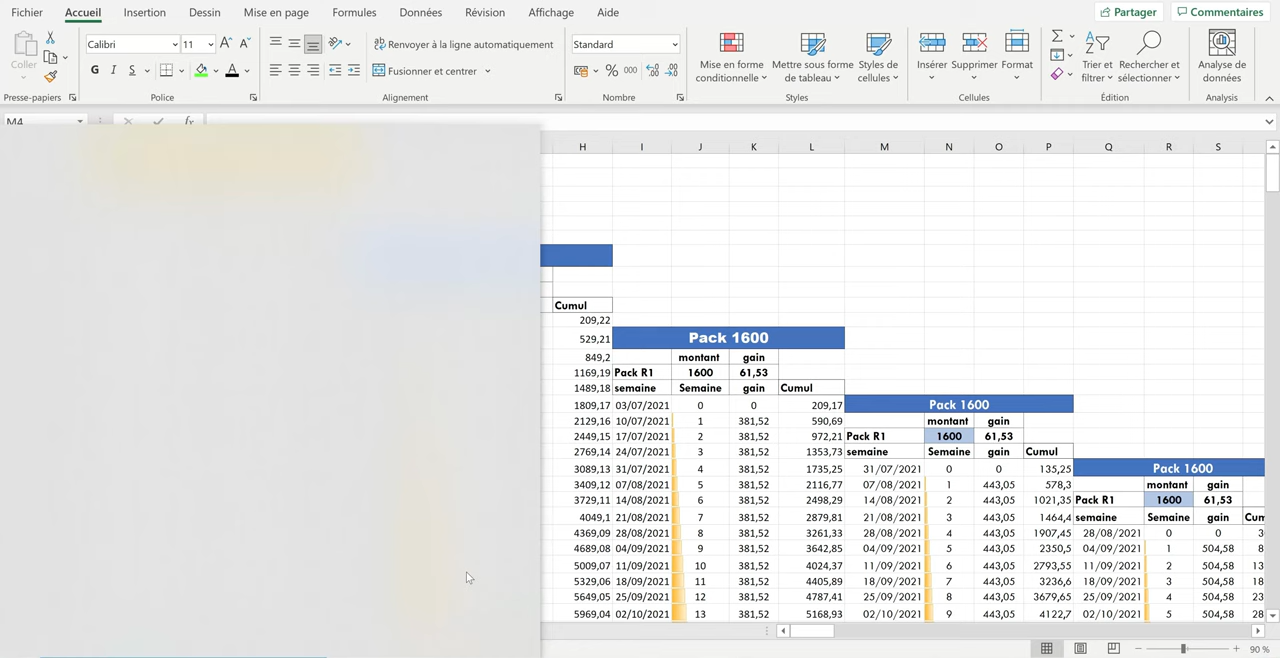 Fichier Accueil Insertion Dessin Mise en page Formules Données Révision Affichage Aide Partager Commentaires
Coller Calibri 11 A A Renvoyer à la ligne automatiquement Standard Mise en forme conditionnelle Mettre sous forme de tableau Styles de cellules Insérer Supprimer Format Trier et filtrer Rechercher et sélectionner Analyse de données
G I S A Fusionner et centrer % 000
Presse-papiers Police Alignement Nombre Styles Cellules Édition Analyse
M4 fx
H I J K L M N O P Q R S
Cumul
209,22
529,21 Pack 1600
849,2 montant gain
1169,19 Pack R1 1600 61,53
1489,18 semaine Semaine gain Cumul
1809,17 03/07/2021 0 0 209,17 Pack 1600
2129,16 10/07/2021 1 381,52 590,69 montant gain
2449,15 17/07/2021 2 381,52 972,21 Pack R1 1600 61,53
2769,14 24/07/2021 3 381,52 1353,73 semaine Semaine gain Cumul
3089,13 31/07/2021 4 381,52 1735,25 31/07/2021 0 0 135,25 Pack 1600
3409,12 07/08/2021 5 381,52 2116,77 07/08/2021 1 443,05 578,3 montant gain
3729,11 14/08/2021 6 381,52 2498,29 14/08/2021 2 443,05 1021,35 Pack R1 1600 61,53
4049,1 21/08/2021 7 381,52 2879,81 21/08/2021 3 443,05 1464,4 semaine Semaine gain
4369,09 28/08/2021 8 381,52 3261,33 28/08/2021 4 443,05 1907,45 28/08/2021 0 0
4689,08 04/09/2021 9 381,52 3642,85 04/09/2021 5 443,05 2350,5 04/09/2021 1 504,58
5009,07 11/09/2021 10 381,52 4024,37 11/09/2021 6 443,05 2793,55 11/09/2021 2 504,58
5329,06 18/09/2021 11 381,52 4405,89 18/09/2021 7 443,05 3236,6 18/09/2021 3 504,58
5649,05 25/09/2021 12 381,52 4787,41 25/09/2021 8 443,05 3679,65 25/09/2021 4 504,58
5969,04 02/10/2021 13 381,52 5168,93 02/10/2021 9 443,05 4122,7 02/10/2021 5 504,58
90 %